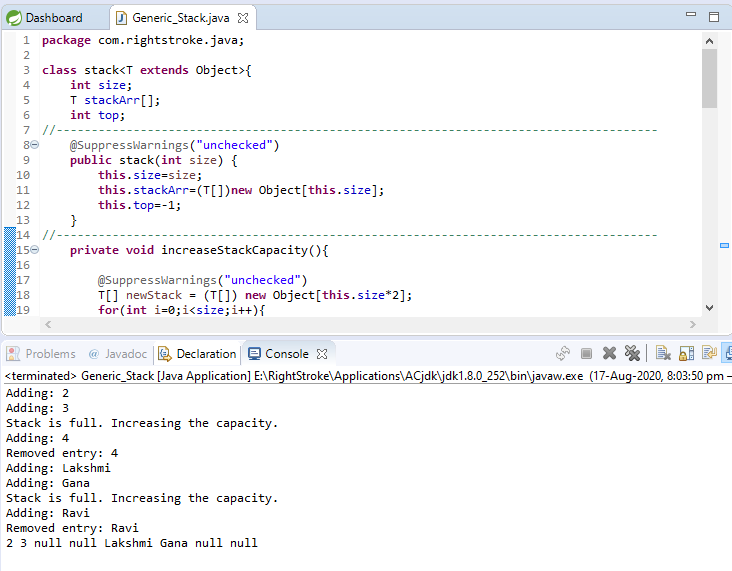 Dashboard Generic_Stack.java
1 package com.rightstroke.java;
2
3 class stack<T extends Object>{
4 int size;
5 T stackArr[];
6 int top;
7 //------------------------------------------------------------------------------------------
8 @SuppressWarnings("unchecked")
9 public stack(int size) {
10 this.size=size;
11 this.stackArr=(T[])new Object[this.size];
12 this.top=-1;
13 }
14 //------------------------------------------------------------------------------------------
15 private void increaseStackCapacity(){
16
17 @SuppressWarnings("unchecked")
18 T[] newStack = (T[]) new Object[this.size*2];
19 for(int i=0;i<size;i++){
Problems @ Javadoc Declaration Console
<terminated> Generic_Stack [Java Application] E:\RightStroke\Applications\ACjdk\jdk1.8.0_252\bin\javaw.exe (17-Aug-2020, 8:03:50 pm –
Adding: 2
Adding: 3
Stack is full. Increasing the capacity.
Adding: 4
Removed entry: 4
Adding: Lakshmi
Adding: Gana
Stack is full. Increasing the capacity.
Adding: Ravi
Removed entry: Ravi
2 3 null null Lakshmi Gana null null